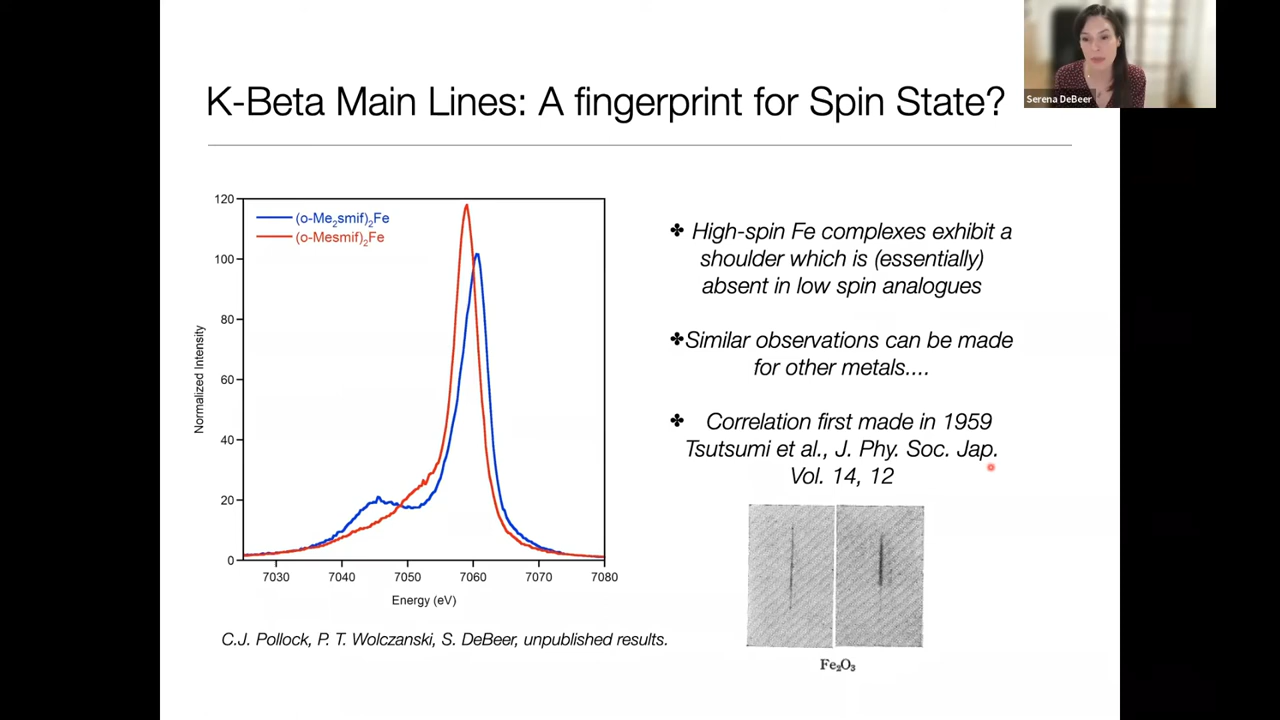 Serena DeBeer
K-Beta Main Lines: A fingerprint for Spin State?
120
100
80
60
40
20
0
Normalized Intensity
(o-Me2smif)2Fe
(o-Mesmif)2Fe
7030 7040 7050 7060 7070 7080
Energy (eV)
C.J. Pollock, P. T. Wolczanski, S. DeBeer, unpublished results.
✤ High-spin Fe complexes exhibit a
shoulder which is (essentially)
absent in low spin analogues
✤Similar observations can be made
for other metals....
✤ Correlation first made in 1959
Tsutsumi et al., J. Phy. Soc. Jap.
Vol. 14, 12
Fe2O3